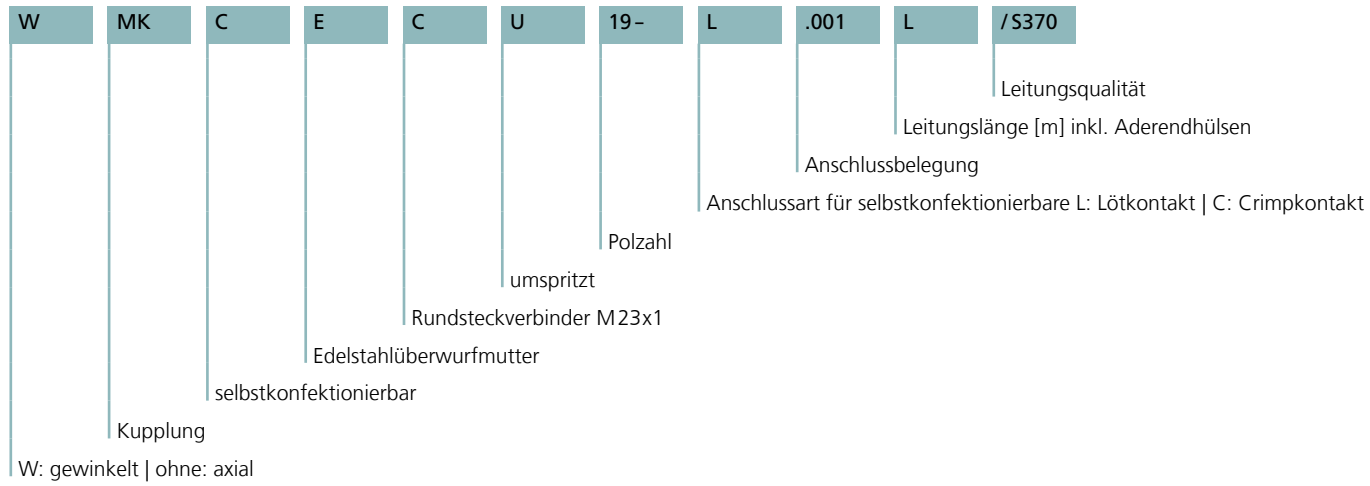 W MK C E C U 19– L .001 L /S370
Leitungsqualität
Leitungslänge [m] inkl. Aderendhülsen
Anschlussbelegung
Anschlussart für selbstkonfektionierbare L: Lötkontakt | C: Crimpkontakt
Polzahl
umspritzt
Rundsteckverbinder M23x1
Edelstahlüberwurfmutter
selbstkonfektionierbar
Kupplung
W: gewinkelt | ohne: axial